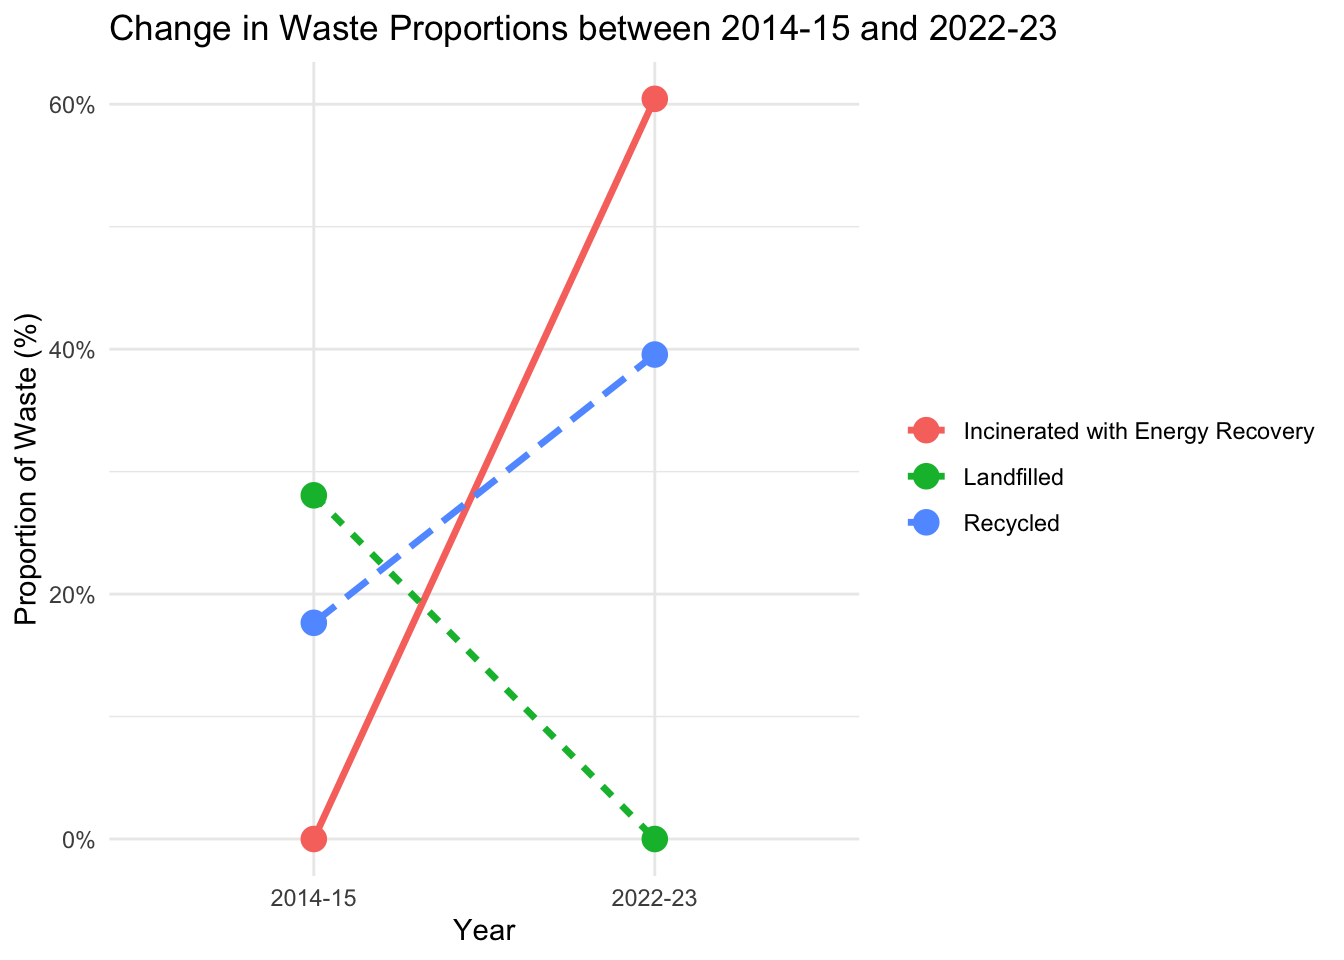 Change in Waste Proportions between 2014-15 and 2022-23
Proportion of Waste (%)
60%
40%
20%
0%
2014-15
2022-23
Year
Incinerated with Energy Recovery
Landfilled
Recycled